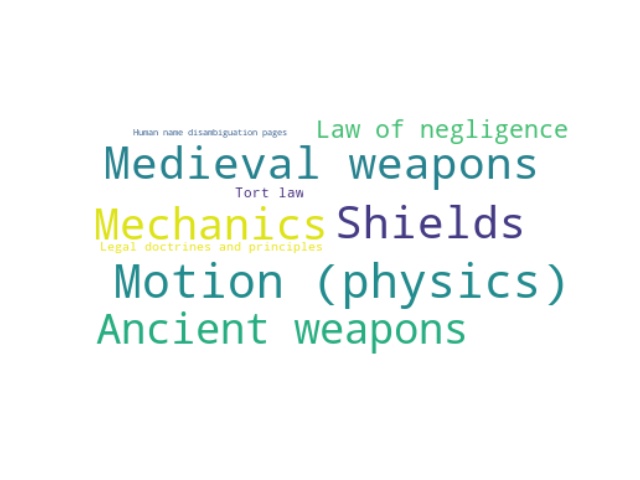 Human name disambiguation pages
Law of negligence
Medieval weapons
Tort law
Mechanics
Shields
Legal doctrines and principles
Motion (physics)
Ancient weapons